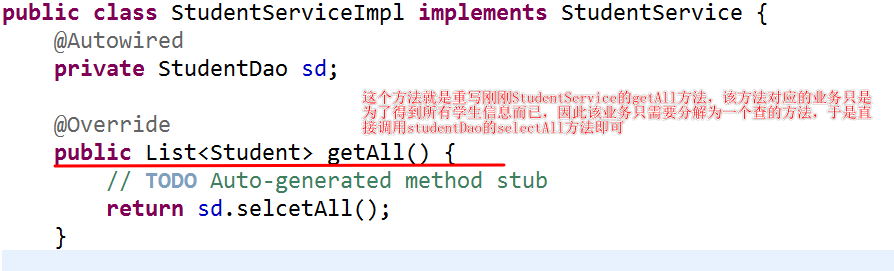 public class StudentServiceImpl implements StudentService {
@Autowired
private StudentDao sd;
这个方法就是重写刚刚StudentService的getAll方法，该方法对应的业务只是
为了得到所有学生信息而已，因此该业务只需要分解为一个查的方法，于是直
接调用studentDao的selectAll方法即可
@Override
public List<Student> getAll() {
// TODO Auto-generated method stub
return sd.selcetAll();
}